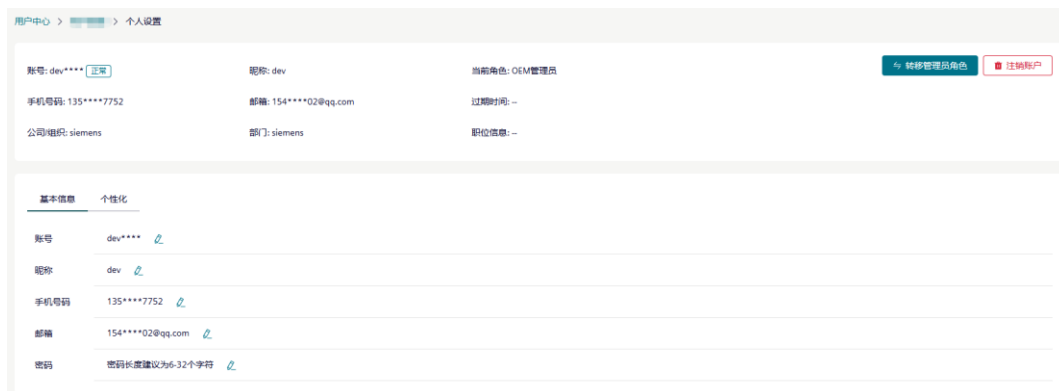 用户中心 > > 个人设置
账号: dev**** 正常 昵称: dev 当前角色: OEM管理员 转移管理员角色 注销账户
手机号码: 135****7752 邮箱: 154****02@qq.com 过期时间: --
公司/组织: siemens 部门: siemens 职位信息: --
基本信息 个性化
账号 dev****
昵称 dev
手机号码 135****7752
邮箱 154****02@qq.com
密码 密码长度建议为6-32个字符